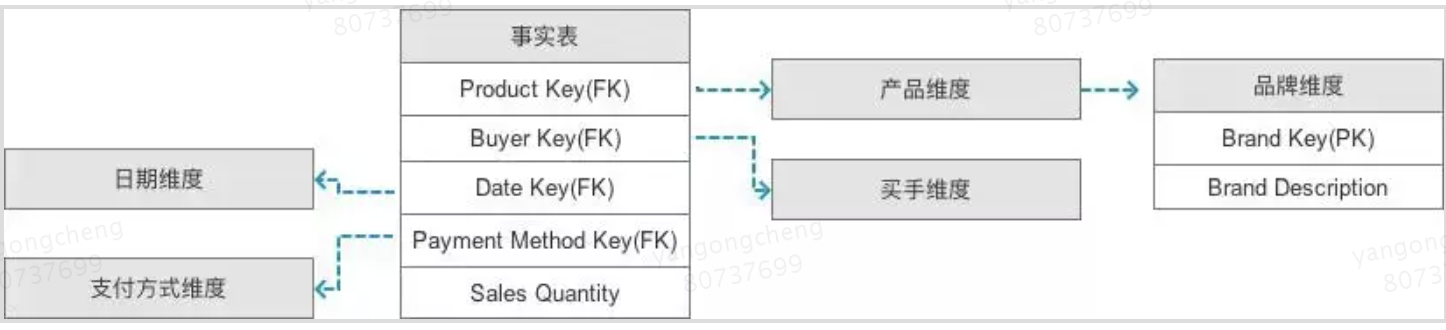 事实表
Product Key(FK)
Buyer Key(FK)
Date Key(FK)
Payment Method Key(FK)
Sales Quantity
日期维度
支付方式维度
产品维度
买手维度
品牌维度
Brand Key(PK)
Brand Description
80737699
80737699
yangongcheng
80737699